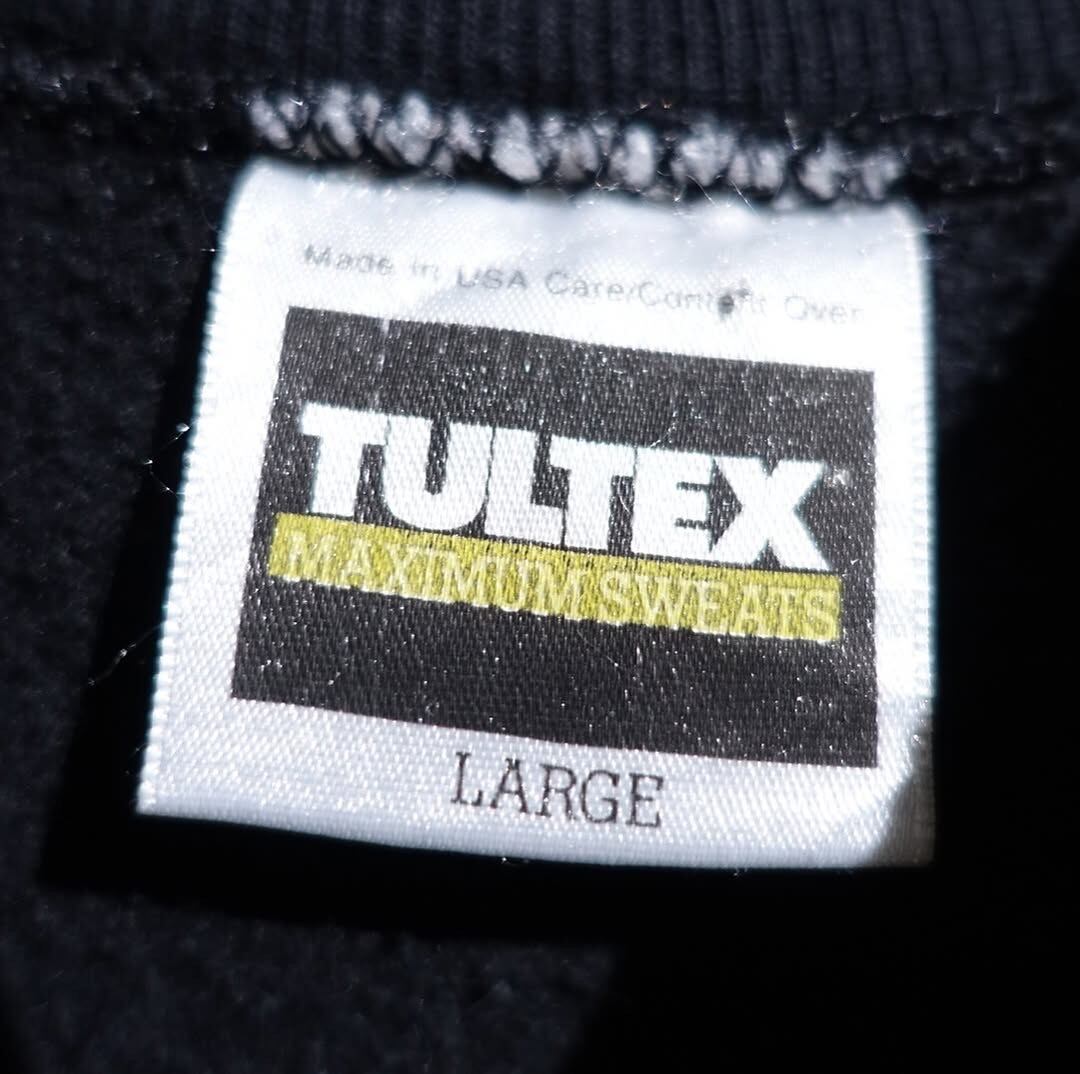 Made in USA Care/Content Over
TULTEX
MAXIMUM SWEATS
LARGE